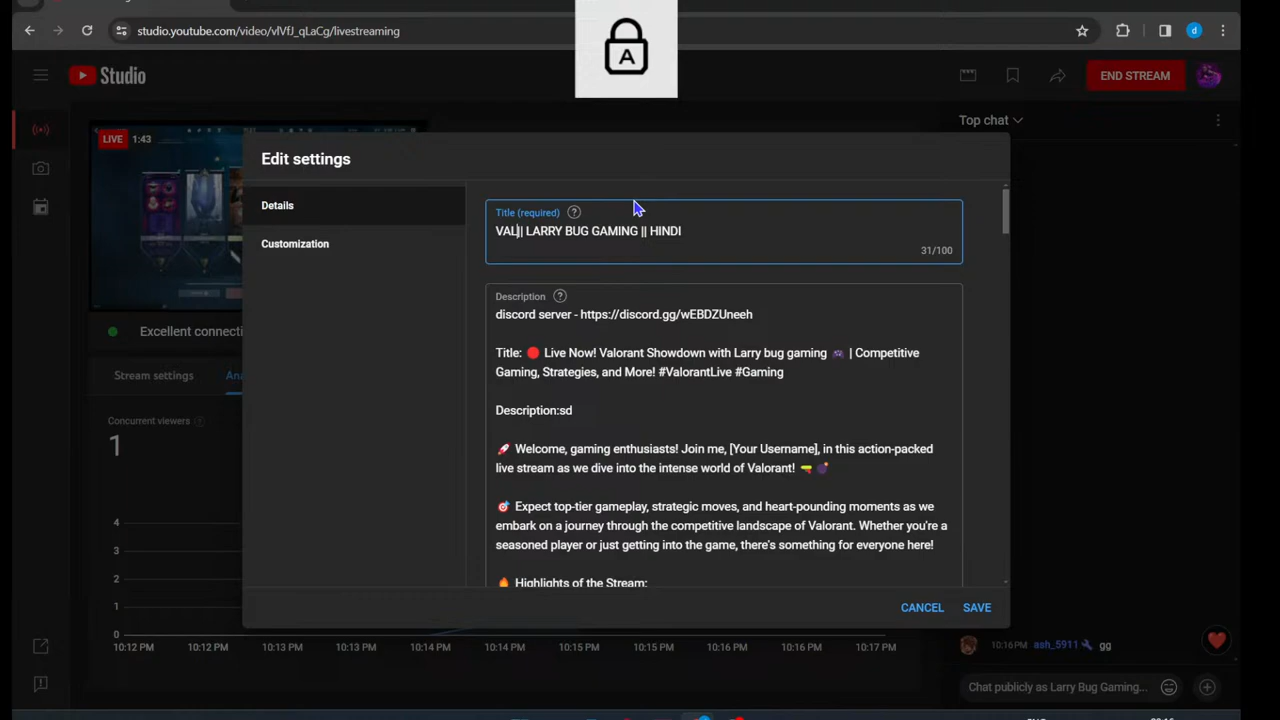 studio.youtube.com/video/vlVfJ_qLaCg/livestreaming
d
A
Studio
END STREAM
LIVE 1:43
Top chat
Edit settings
Details
Customization
Title (required)
VAL|| LARRY BUG GAMING || HINDI
31/100
Description
discord server - https://discord.gg/wEBDZUneeh
Title: 🔴 Live Now! Valorant Showdown with Larry bug gaming 🎮 | Competitive
Gaming, Strategies, and More! #ValorantLive #Gaming
Description:sd
🚀 Welcome, gaming enthusiasts! Join me, [Your Username], in this action-packed
live stream as we dive into the intense world of Valorant! 🔫 💣
🎯 Expect top-tier gameplay, strategic moves, and heart-pounding moments as we
embark on a journey through the competitive landscape of Valorant. Whether you're a
seasoned player or just getting into the game, there's something for everyone here!
🔥 Highlights of the Stream:
CANCEL
SAVE
Excellent connecti
Stream settings
Ana
Concurrent viewers
1
4
3
2
1
0
10:12 PM
10:12 PM
10:13 PM
10:13 PM
10:14 PM
10:14 PM
10:15 PM
10:15 PM
10:16 PM
10:16 PM
10:17 PM
10:16 PM ash_5911 gg
Chat publicly as Larry Bug Gaming...